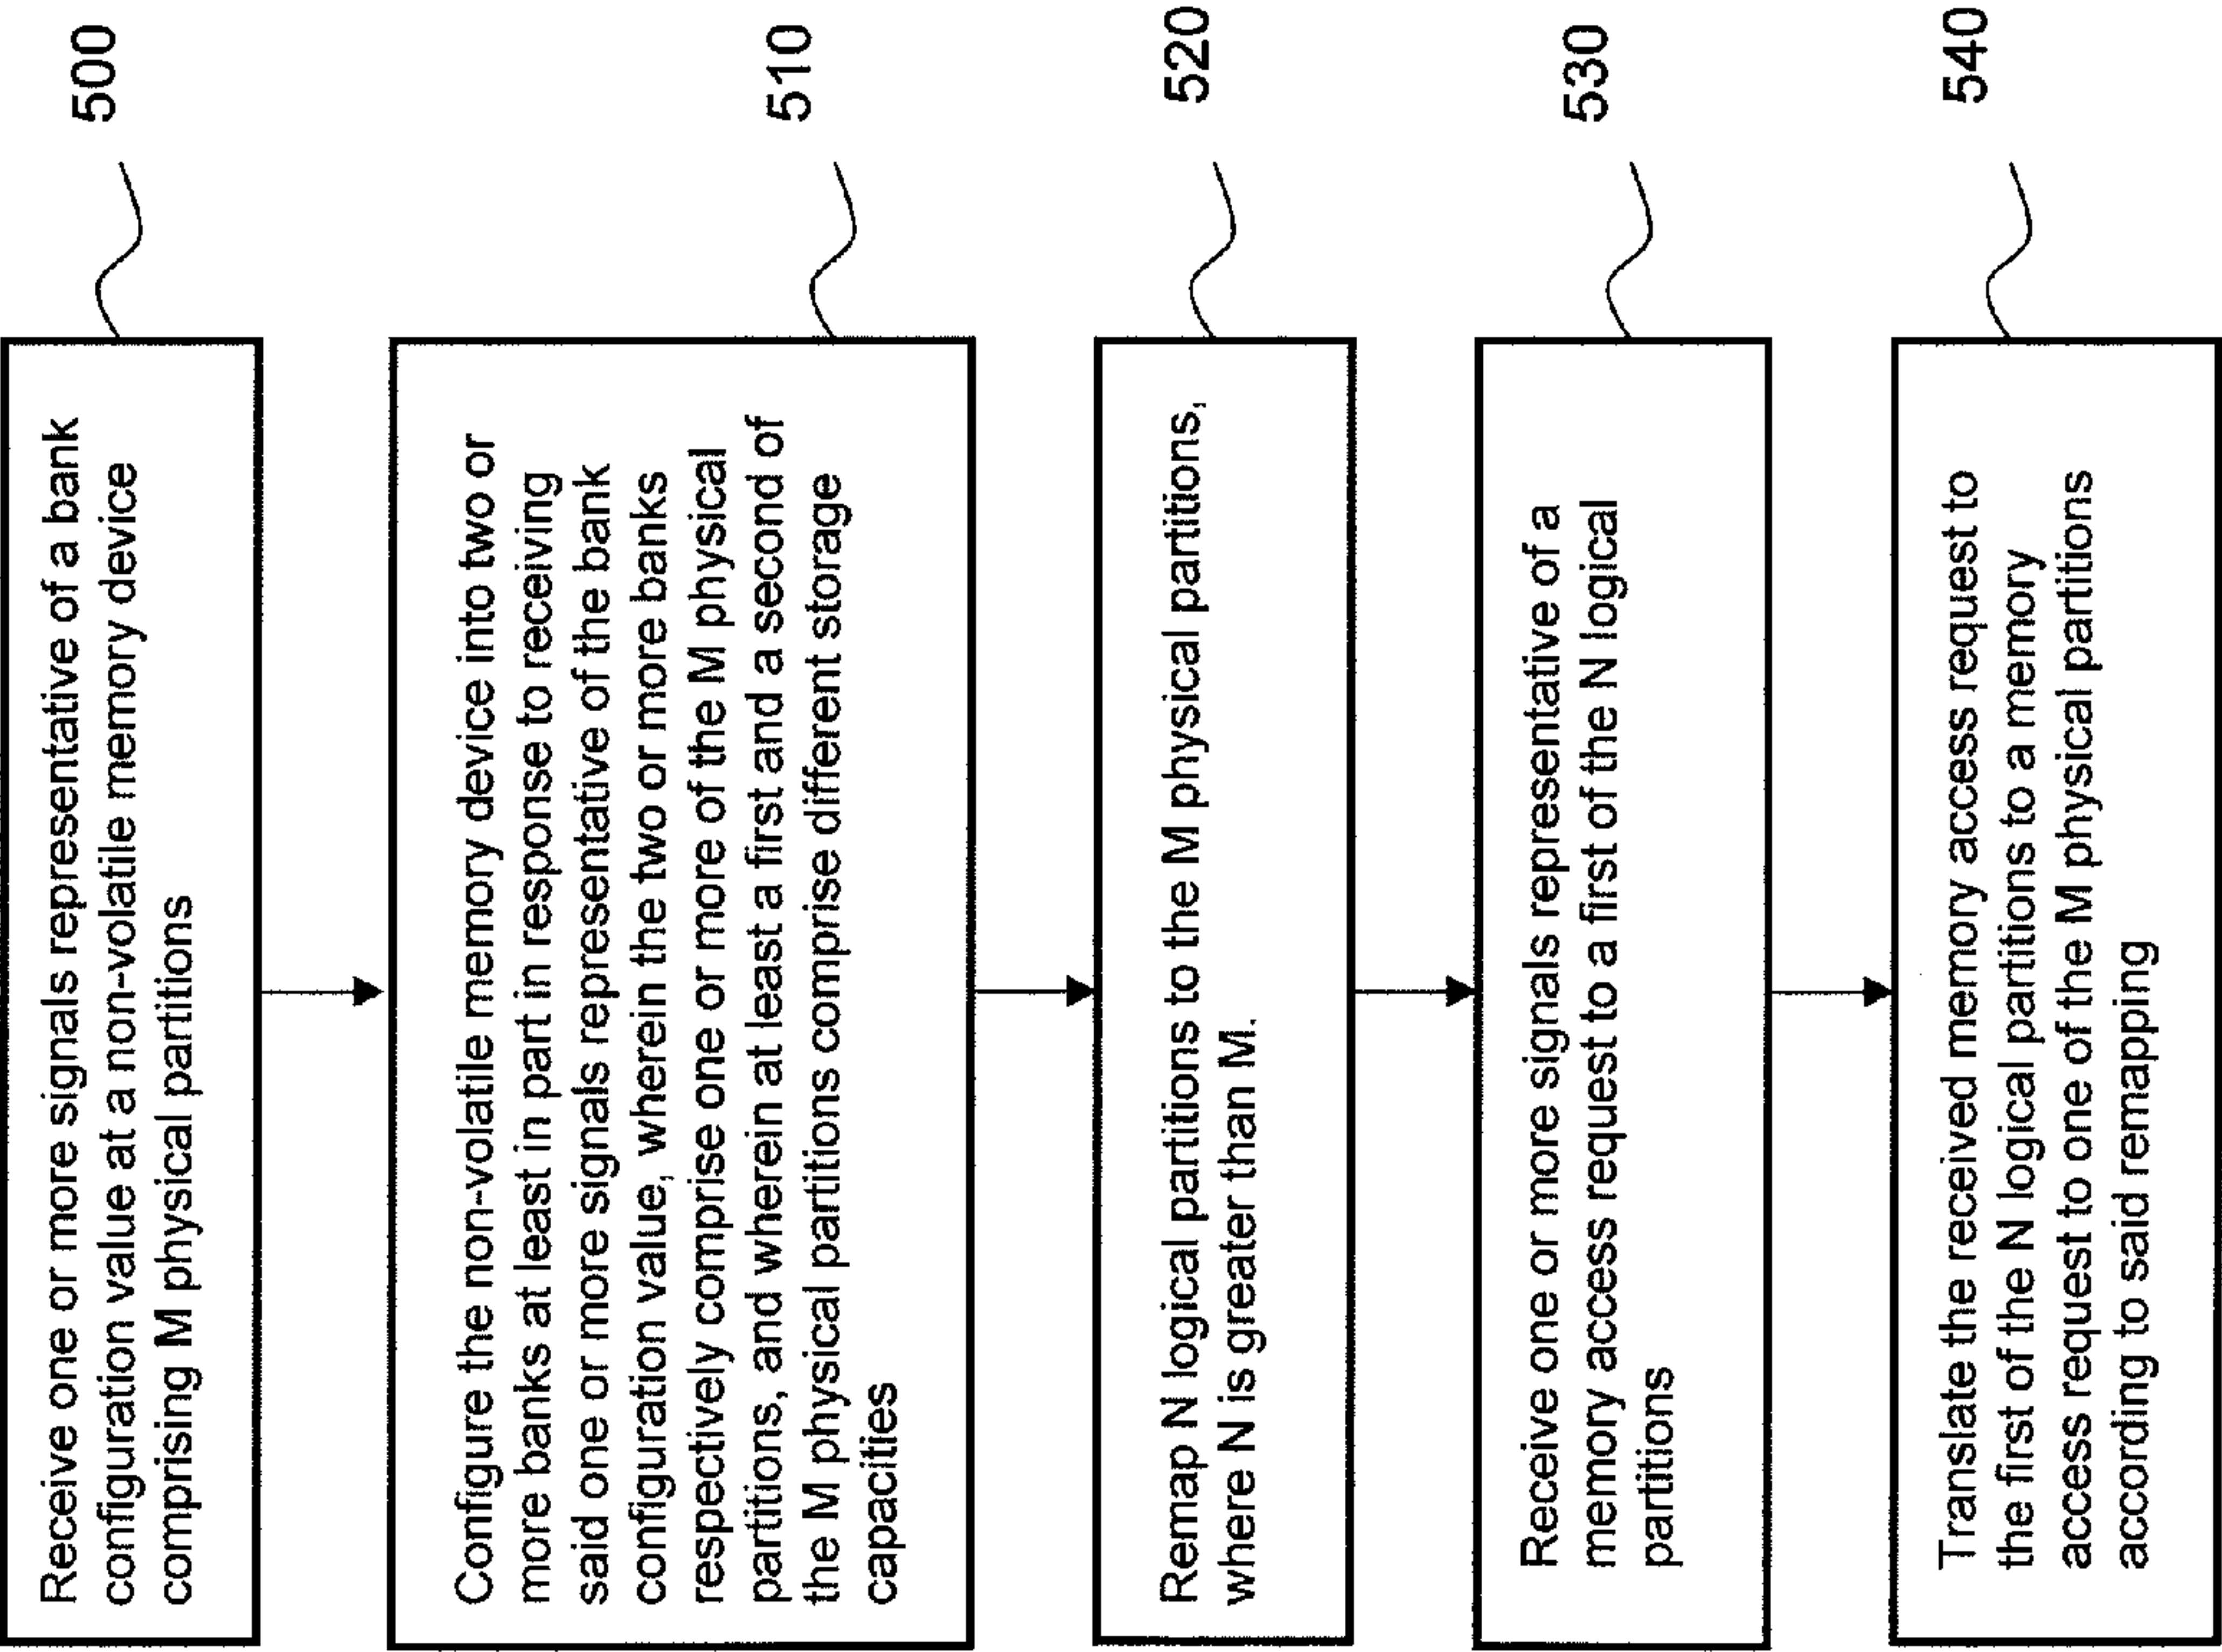 Receive one or more signals representative of a bank
configuration value at a non-volatile memory device
comprising M physical partitions
500
Configure the non-volatile memory device into two or
more banks at least in part in response to receiving
said one or more signals representative of the bank
configuration value, wherein the two or more banks
respectively comprise one or more of the M physical
partitions, and wherein at least a first and a second of
the M physical partitions comprise different storage
capacities
510
Remap N logical partitions to the M physical partitions,
where N is greater than M.
520
Receive one or more signals representative of a
memory access request to a first of the N logical
partitions
530
Translate the received memory access request to
the first of the N logical partitions to a memory
access request to one of the M physical partitions
according to said remapping
540